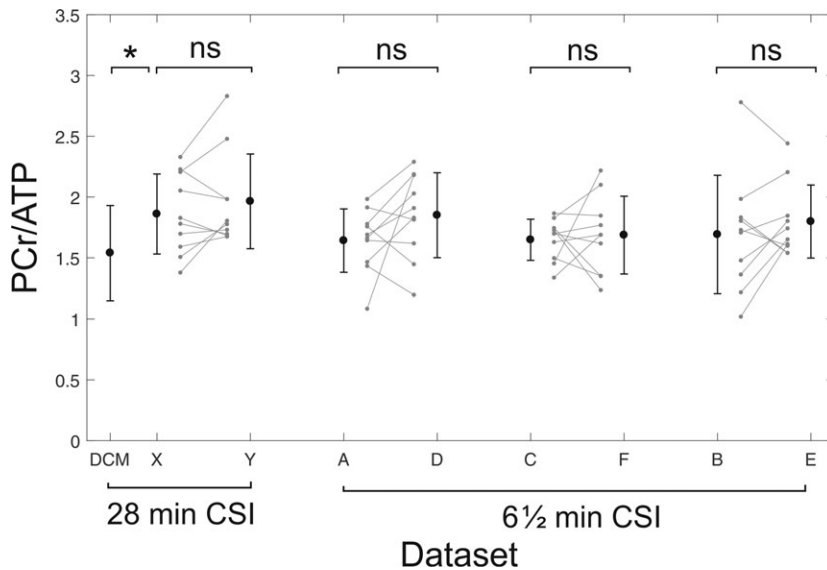 3.5
* ns ns ns ns
3
2.5
2
1.5
1
0.5
0
PCr/ATP
DCM X Y A D C F B E
28 min CSI 6½ min CSI
Dataset